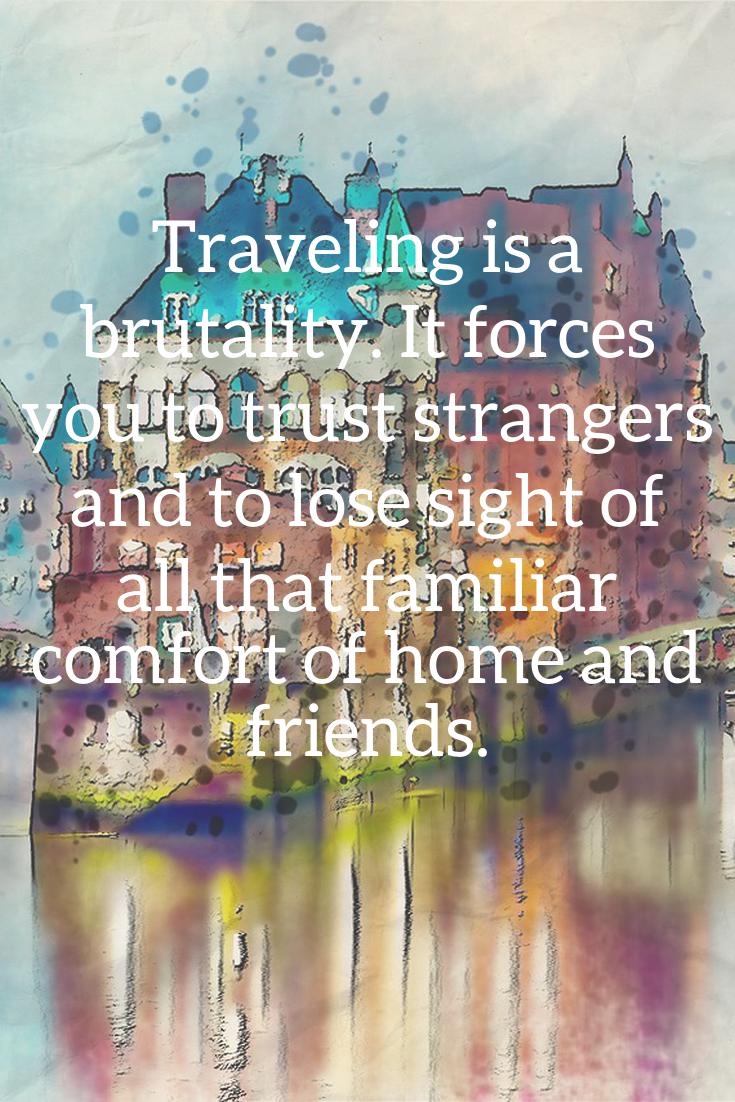 Traveling is a
brutality. It forces
you to trust strangers
and to lose sight of
all that familiar
comfort of home and
friends.